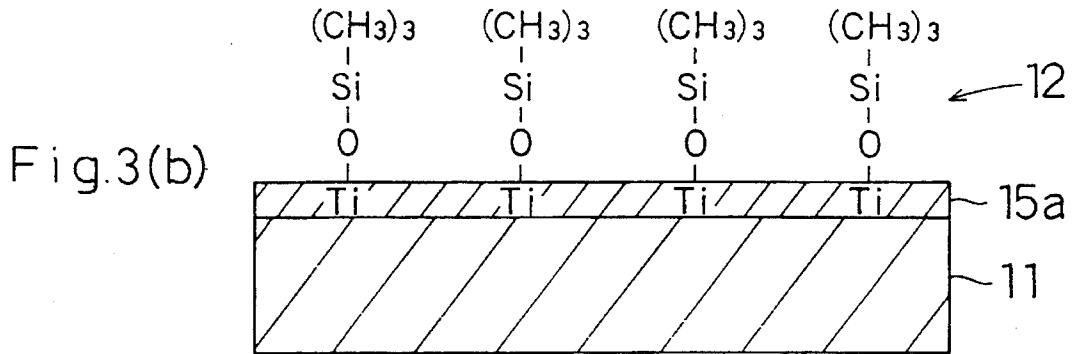 (CH3)3 (CH3)3 (CH3)3 (CH3)3
Si Si Si Si 12
O O O O
Fig.3(b)
Ti Ti Ti Ti 15a
11